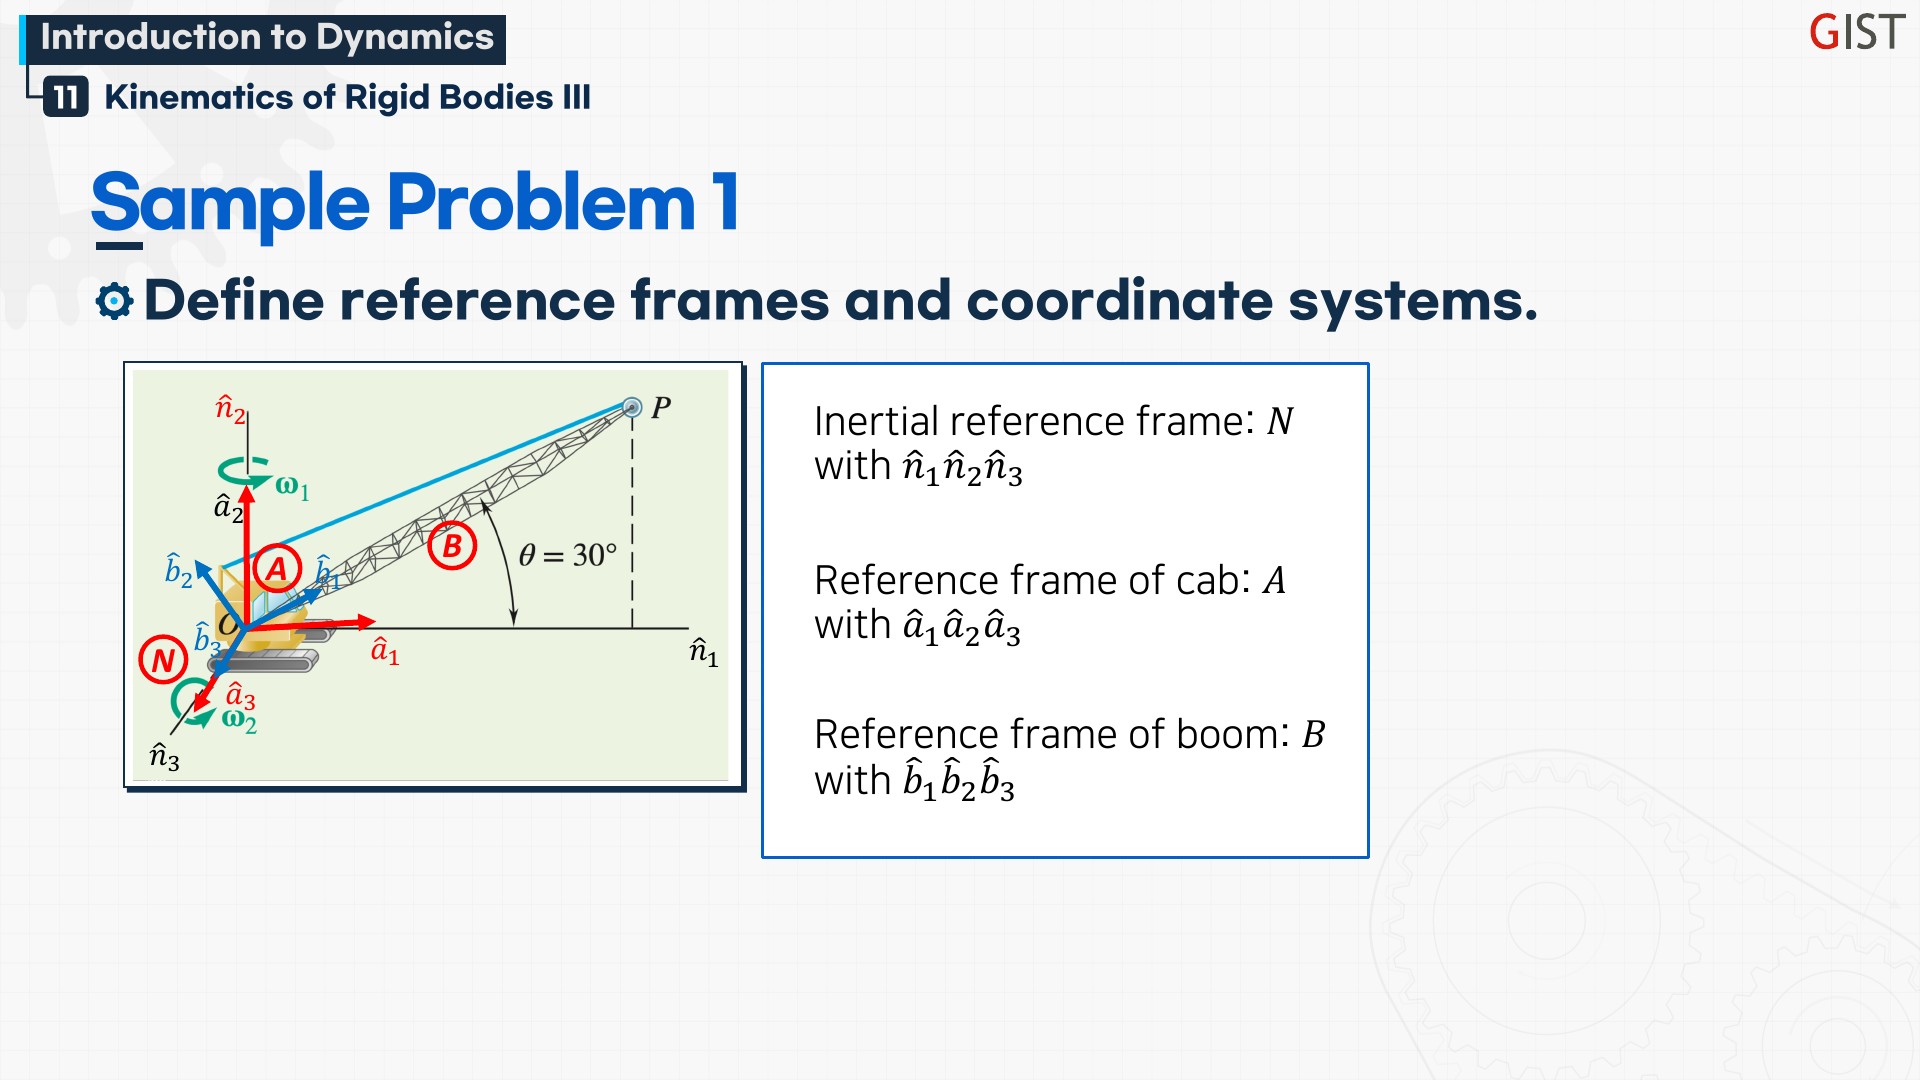 Introduction to Dynamics
GIST
11 Kinematics of Rigid Bodies III
Sample Problem 1
Define reference frames and coordinate systems.
n̂₂
P
ω₁
â₂
b̂₂
A
b̂₁
B
θ = 30°
O
b̂₃
N
â₁
n̂₁
â₃
ω₂
n̂₃
Inertial reference frame: N
with n̂₁n̂₂n̂₃
Reference frame of cab: A
with â₁â₂â₃
Reference frame of boom: B
with b̂₁b̂₂b̂₃